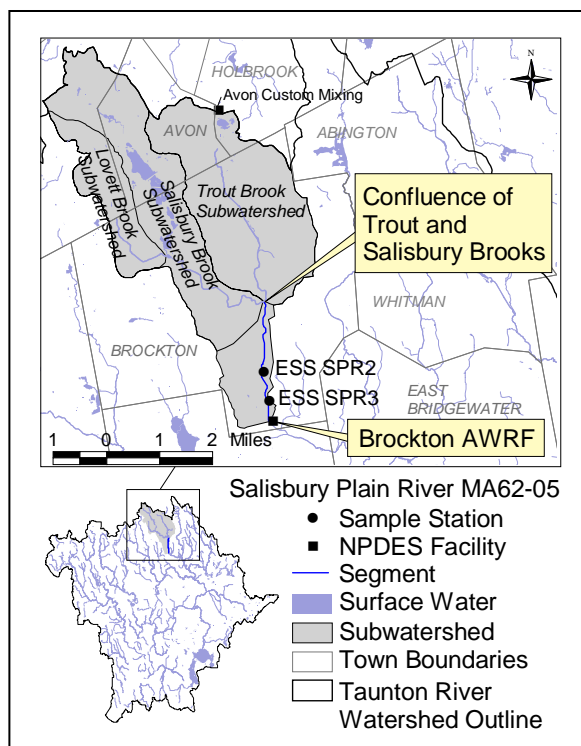 N
HOLBROOK
Avon Custom Mixing
AVON
ABINGTON
Lovett Brook
Subwatershed
Salisbury Brook
Subwatershed
Trout Brook
Subwatershed
Confluence of
Trout and
Salisbury Brooks
WHITMAN
BROCKTON
ESS SPR2
EAST
BRIDGEWATER
ESS SPR3
Brockton AWRF
1 0 1 2 Miles
Salisbury Plain River MA62-05
Sample Station
NPDES Facility
Segment
Surface Water
Subwatershed
Town Boundaries
Taunton River
Watershed Outline